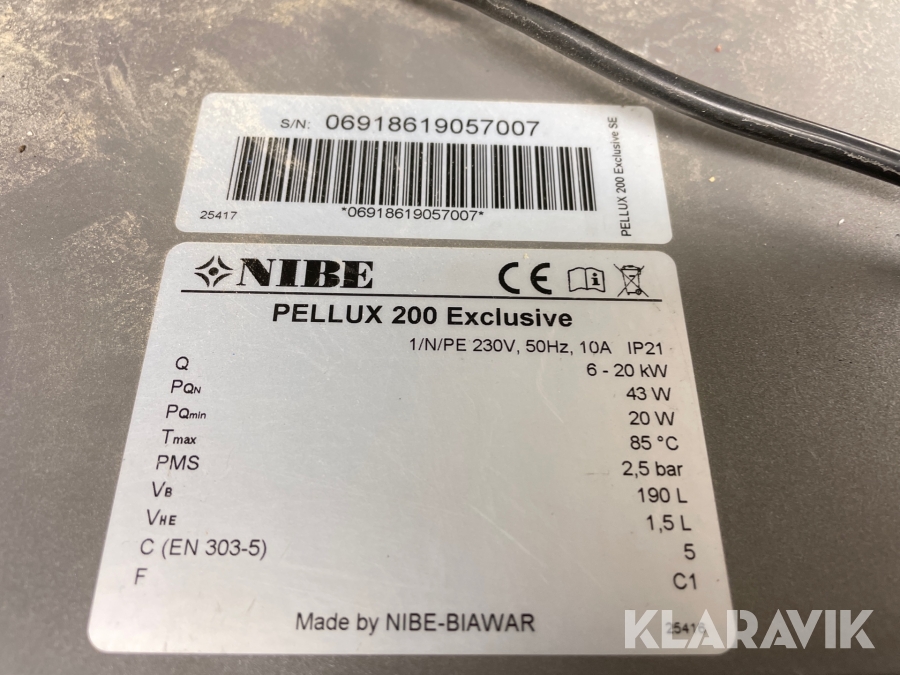 S/N: 06918619057007
25417
*06918619057007*
PELLUX 200 Exclusive SE
NIBE
CE
PELLUX 200 Exclusive
1/N/PE 230V, 50Hz, 10A IP21
Q 6 - 20 kW
PQN 43 W
PQmin 20 W
Tmax 85 °C
PMS 2,5 bar
VB 190 L
VHE 1,5 L
C (EN 303-5) 5
F C1
Made by NIBE-BIAWAR
KLARAVIK